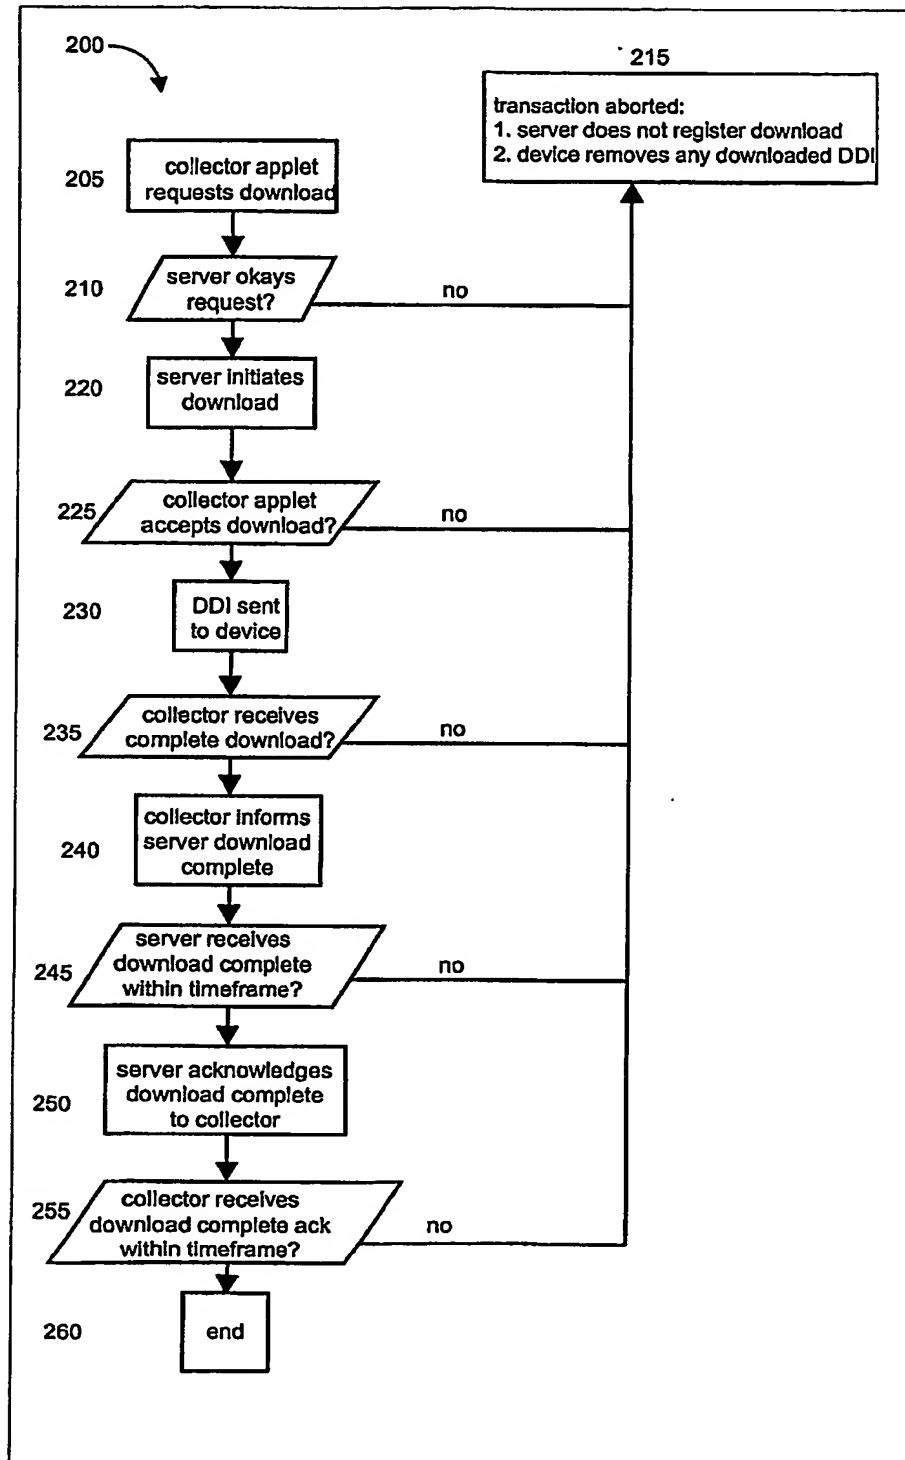 200
215
transaction aborted:
1. server does not register download
2. device removes any downloaded DDI
205
collector applet
requests download
210
server okays
request?
no
220
server initiates
download
225
collector applet
accepts download?
no
230
DDI sent
to device
235
collector receives
complete download?
no
240
collector informs
server download
complete
245
server receives
download complete
within timeframe?
no
250
server acknowledges
download complete
to collector
255
collector receives
download complete ack
within timeframe?
no
260
end